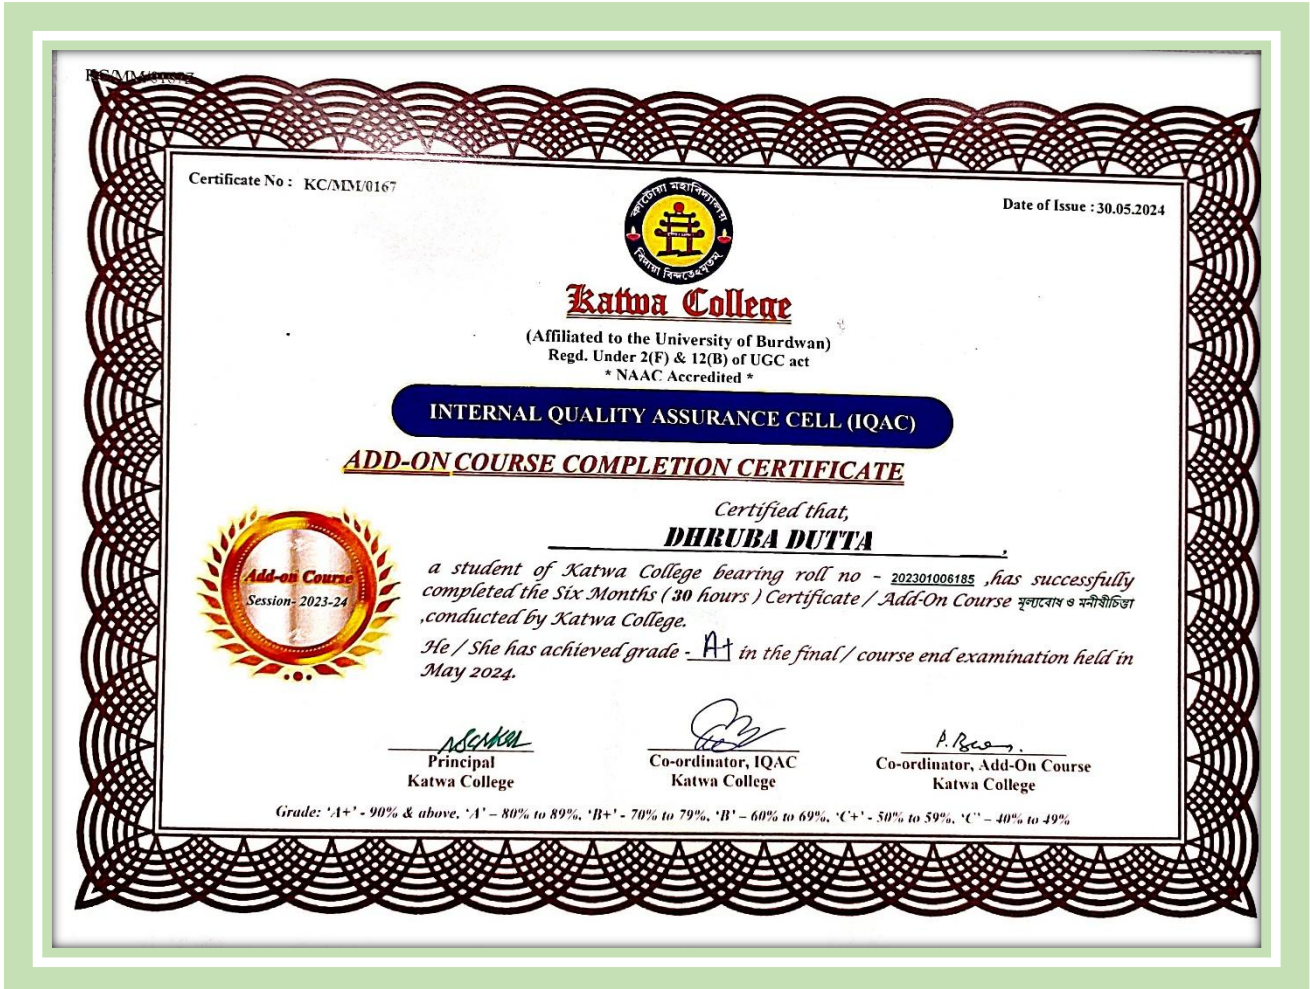 Certificate No : KC/MM/0167
Date of Issue : 30.05.2024
কাটোয়া মহাবিদ্যালয়
বিদ্যয়া বিন্দতেঽমৃতম
Katwa College
(Affiliated to the University of Burdwan)
Regd. Under 2(F) & 12(B) of UGC act
* NAAC Accredited *
INTERNAL QUALITY ASSURANCE CELL (IQAC)
ADD-ON COURSE COMPLETION CERTIFICATE
Certified that,
DHRUBA DUTTA ,
Add-on Course
Session- 2023-24
a student of Katwa College bearing roll no - 202301006185 ,has successfully
completed the Six Months ( 30 hours ) Certificate / Add-On Course মূল্যবোধ ও মনীষীচিন্তা
,conducted by Katwa College.
He / She has achieved grade - A+ in the final / course end examination held in
May 2024.
Principal
Katwa College
Co-ordinator, IQAC
Katwa College
P. B
Co-ordinator, Add-On Course
Katwa College
Grade: ‘A+’ - 90% & above, ‘A’ – 80% to 89%, ‘B+’ - 70% to 79%, ‘B’ – 60% to 69%, ‘C+’ - 50% to 59%, ‘C’ – 40% to 49%